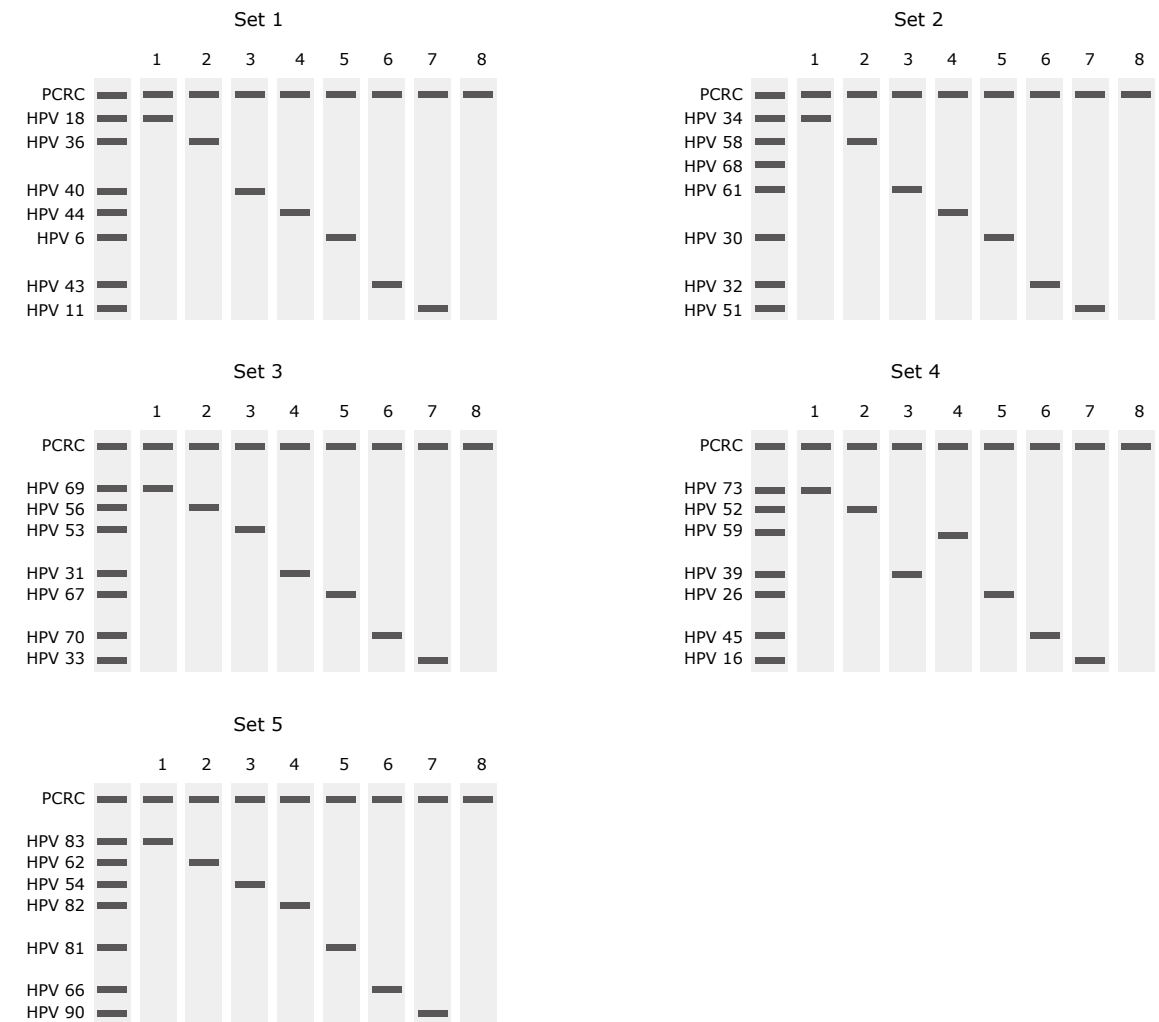 Set 1
1 2 3 4 5 6 7 8
PCRC
HPV 18
HPV 36
HPV 40
HPV 44
HPV 6
HPV 43
HPV 11
Set 2
1 2 3 4 5 6 7 8
PCRC
HPV 34
HPV 58
HPV 68
HPV 61
HPV 30
HPV 32
HPV 51
Set 3
1 2 3 4 5 6 7 8
PCRC
HPV 69
HPV 56
HPV 53
HPV 31
HPV 67
HPV 70
HPV 33
Set 4
1 2 3 4 5 6 7 8
PCRC
HPV 73
HPV 52
HPV 59
HPV 39
HPV 26
HPV 45
HPV 16
Set 5
1 2 3 4 5 6 7 8
PCRC
HPV 83
HPV 62
HPV 54
HPV 82
HPV 81
HPV 66
HPV 90